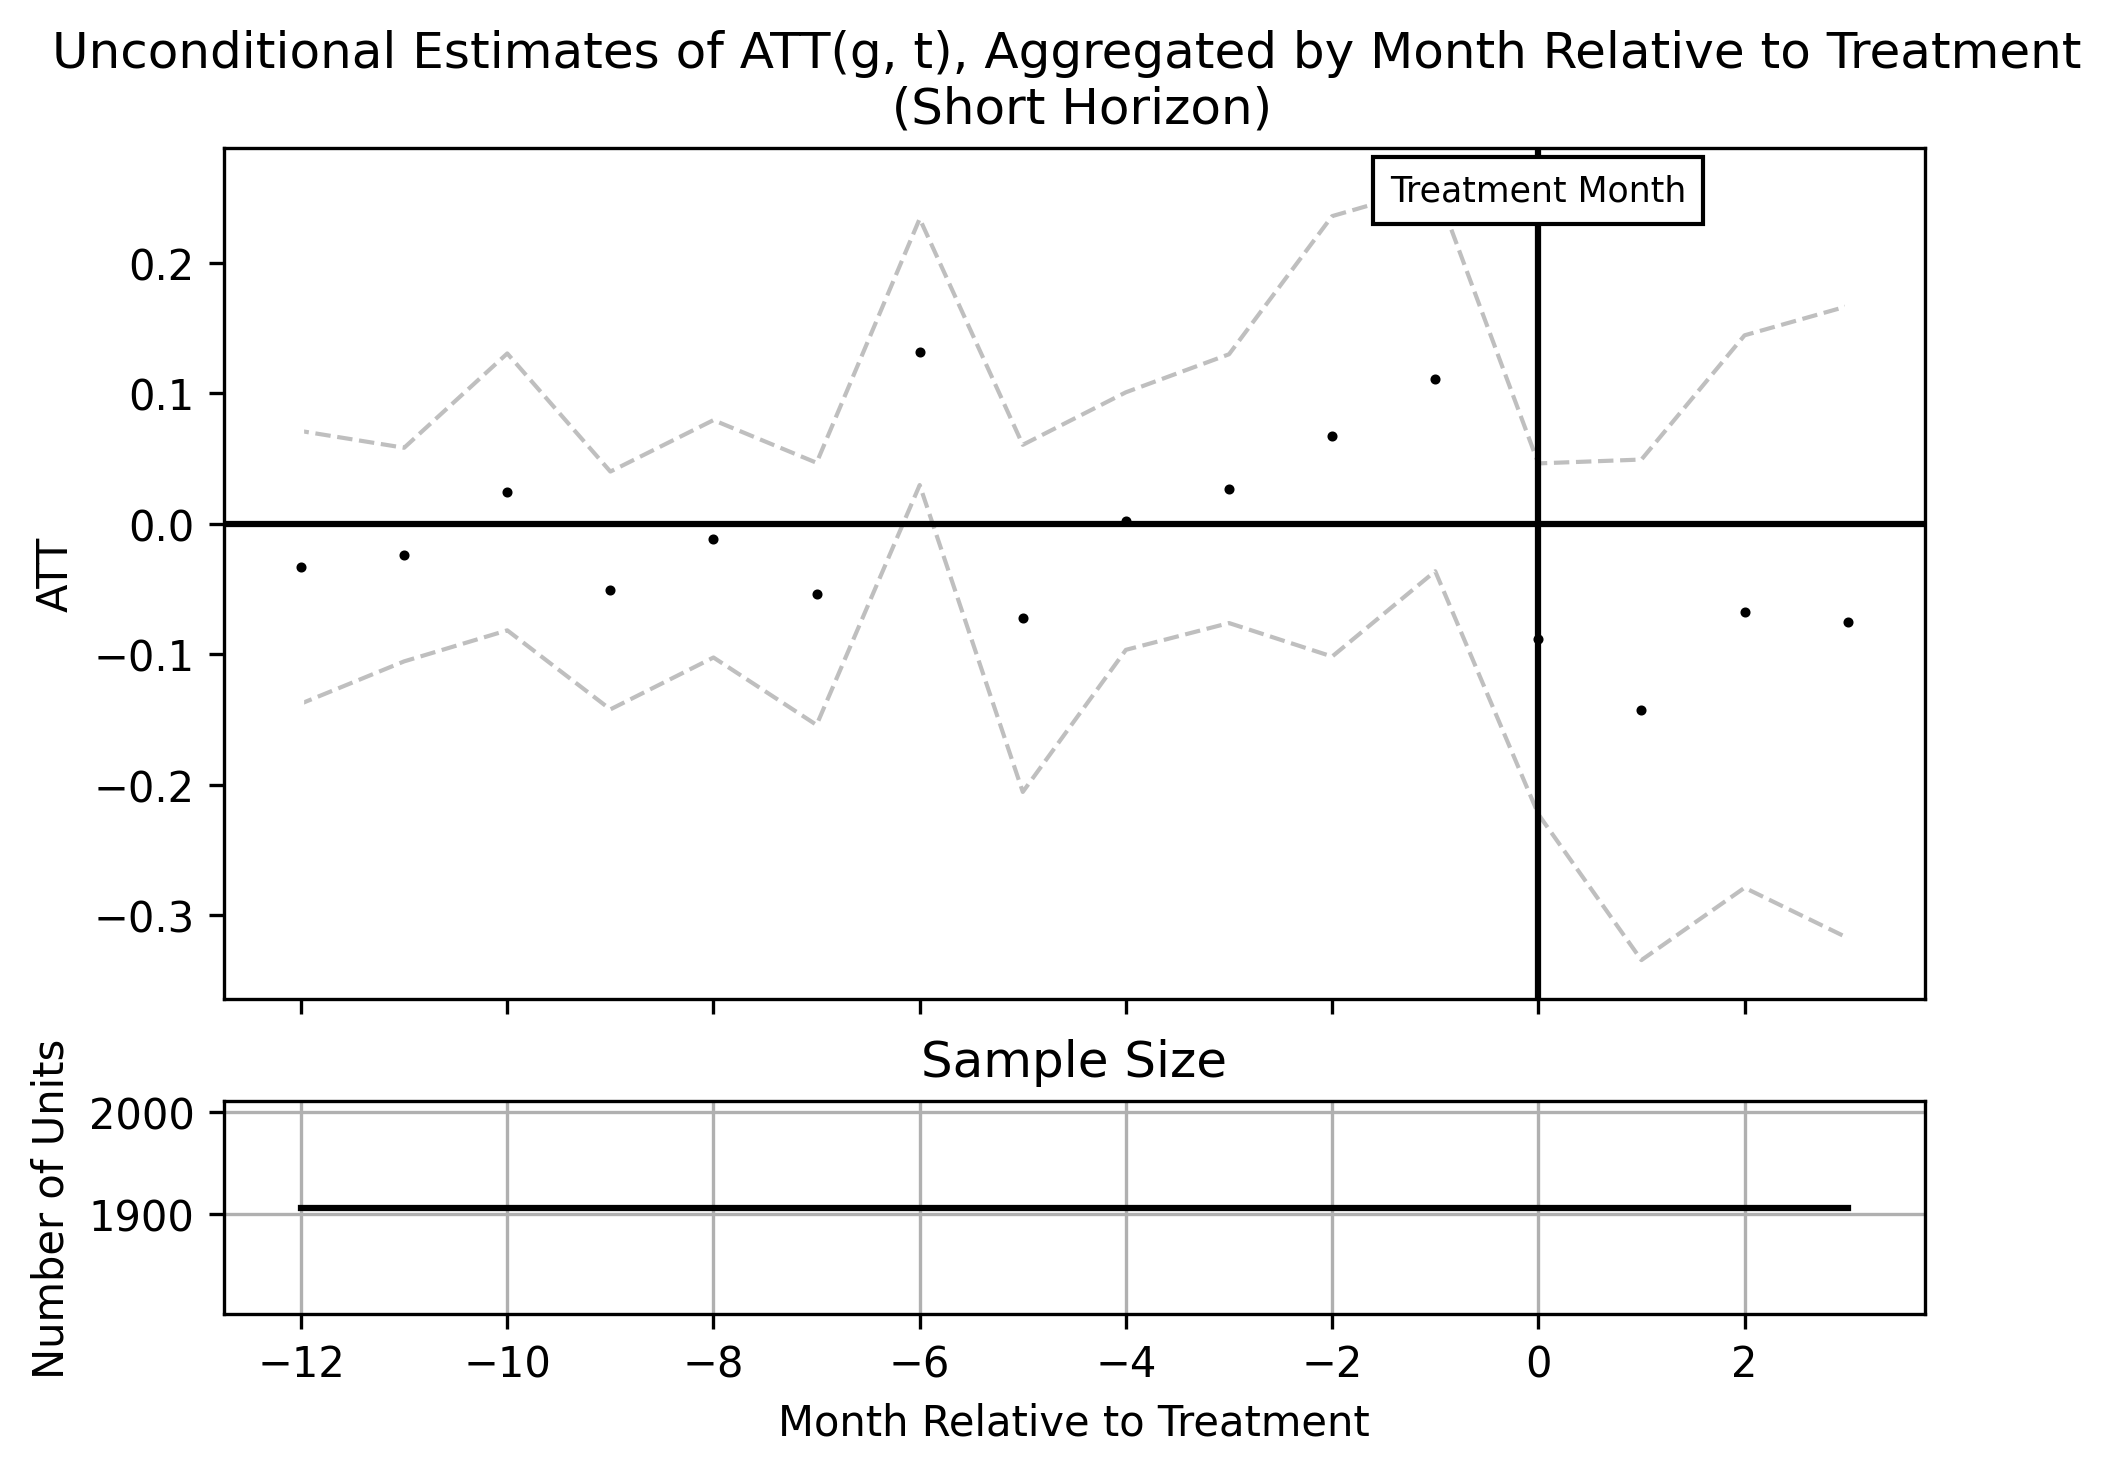 Unconditional Estimates of ATT(g, t), Aggregated by Month Relative to Treatment
(Short Horizon)
Treatment Month
0.2
0.1
0.0
−0.1
−0.2
−0.3
ATT
Sample Size
2000
1900
Number of Units
−12 −10 −8 −6 −4 −2 0 2
Month Relative to Treatment